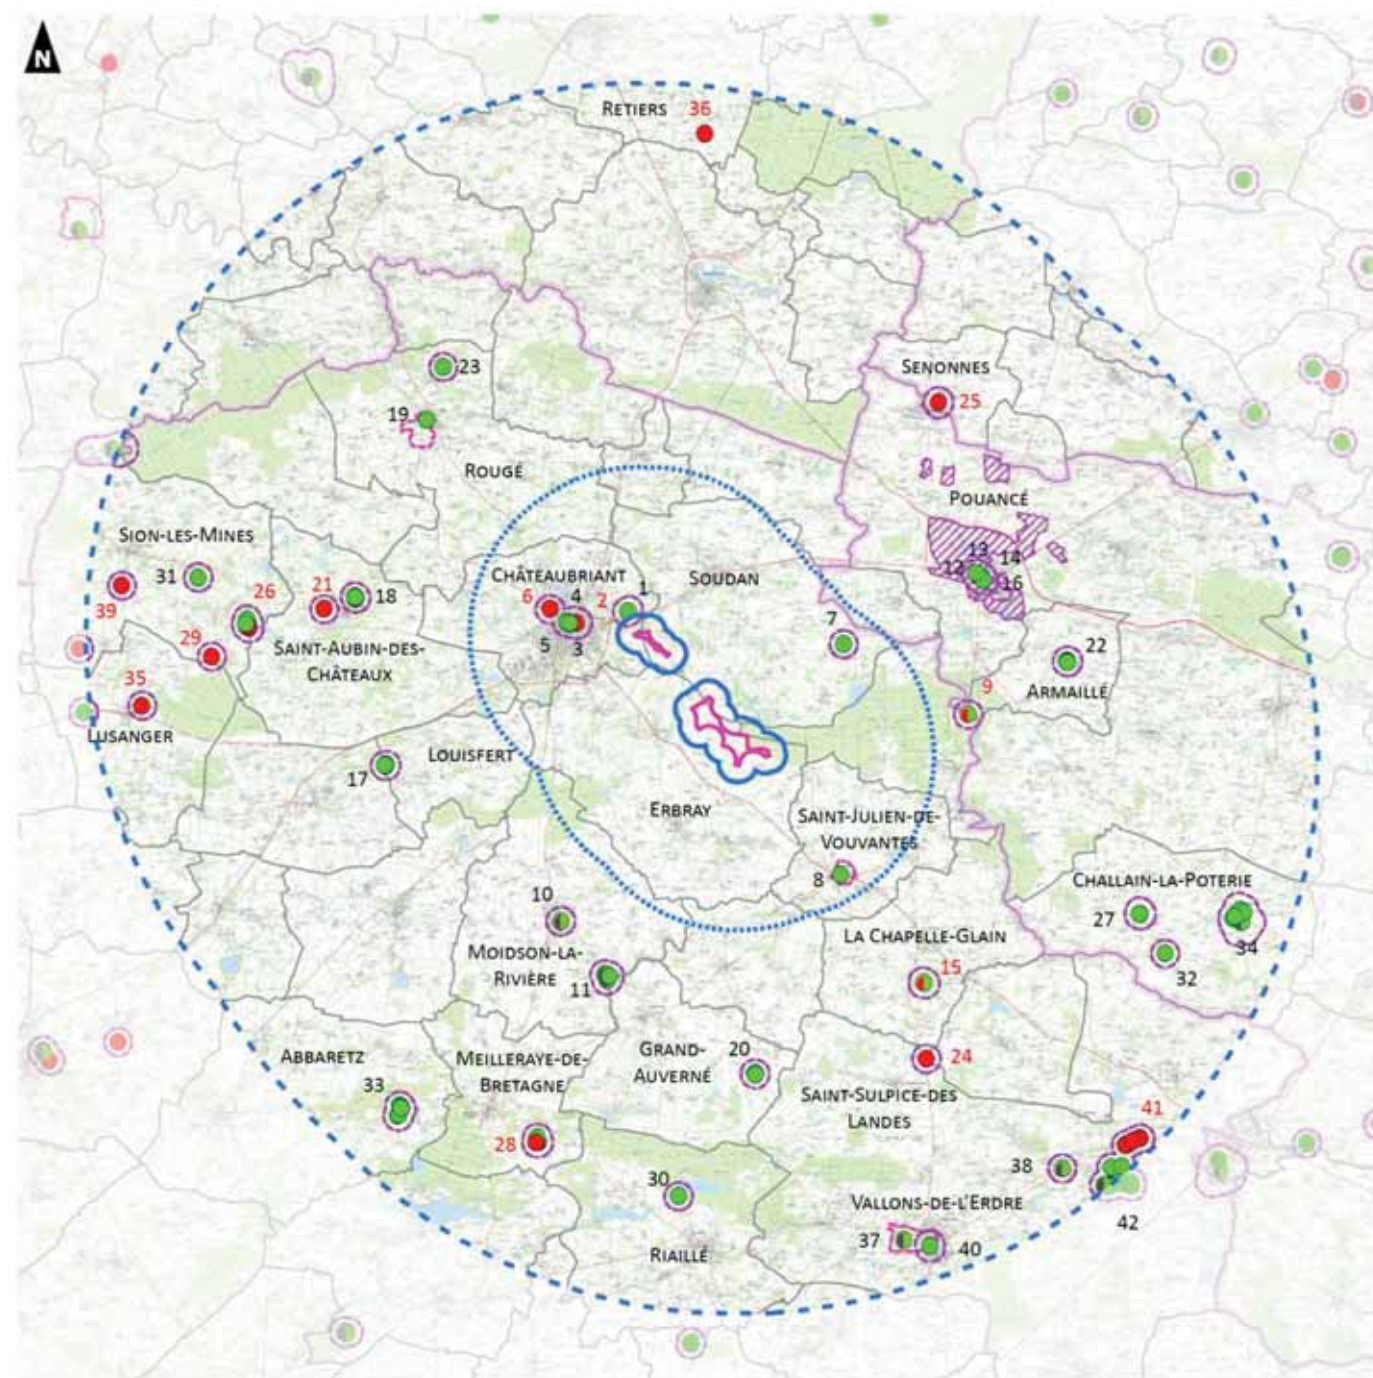 N
RETIERS
36
23
SENONNES
25
19
ROUGÉ
POUANCÉ
SION-LES-MINES
31
39
26
21
18
CHÂTEAUBRIANT
6
4
2
1
SOUDAN
13
14
12
16
29
SAINT-AUBIN-DES-
CHÂTEAUX
5
3
7
22
ARMAILLÉ
35
LUSANGER
9
17
LOUISFERT
ERBRAY
SAINT-JULIEN-DE-
VOUVANTES
8
CHALLAIN-LA-POTERIE
27
34
32
10
MOIDSON-LA-
RIVIÈRE
11
LA CHAPELLE-GLAIN
15
ABBARETZ
33
MEILLERAYE-DE-
BRETAGNE
GRAND-
AUVERNÉ
20
24
SAINT-SULPICE-DES
LANDES
41
28
38
30
VALLONS-DE-L'ERDRE
42
37
40
RIAILLÉ